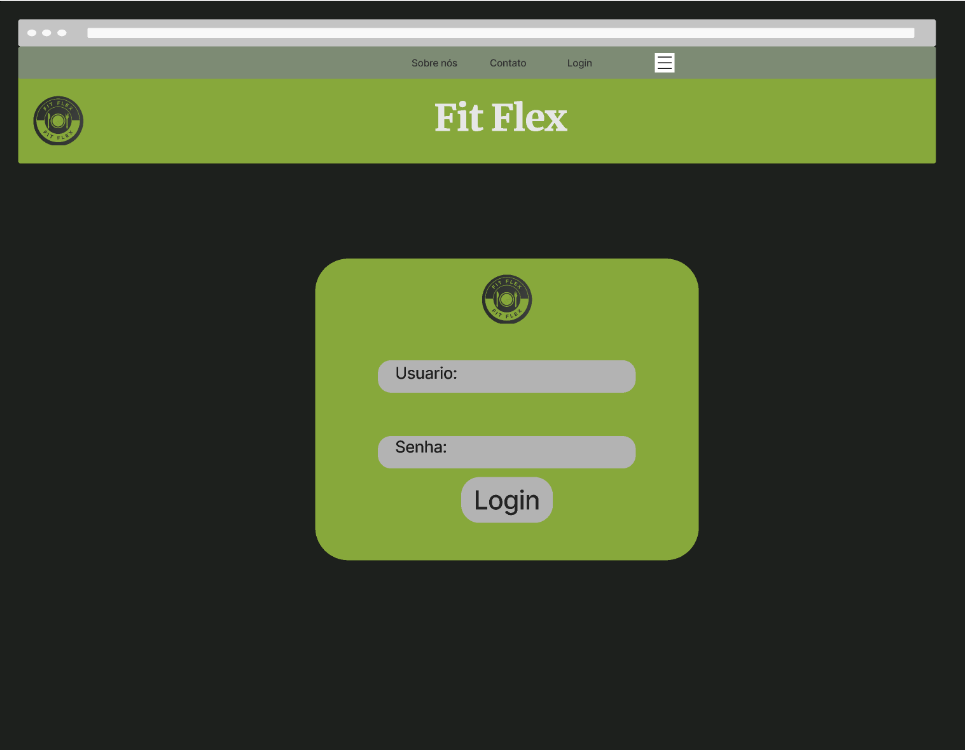 Sobre nós Contato Login
FIT FLEX
FIT FLEX
Fit Flex
FIT FLEX
FIT FLEX
Usuario:
Senha:
Login